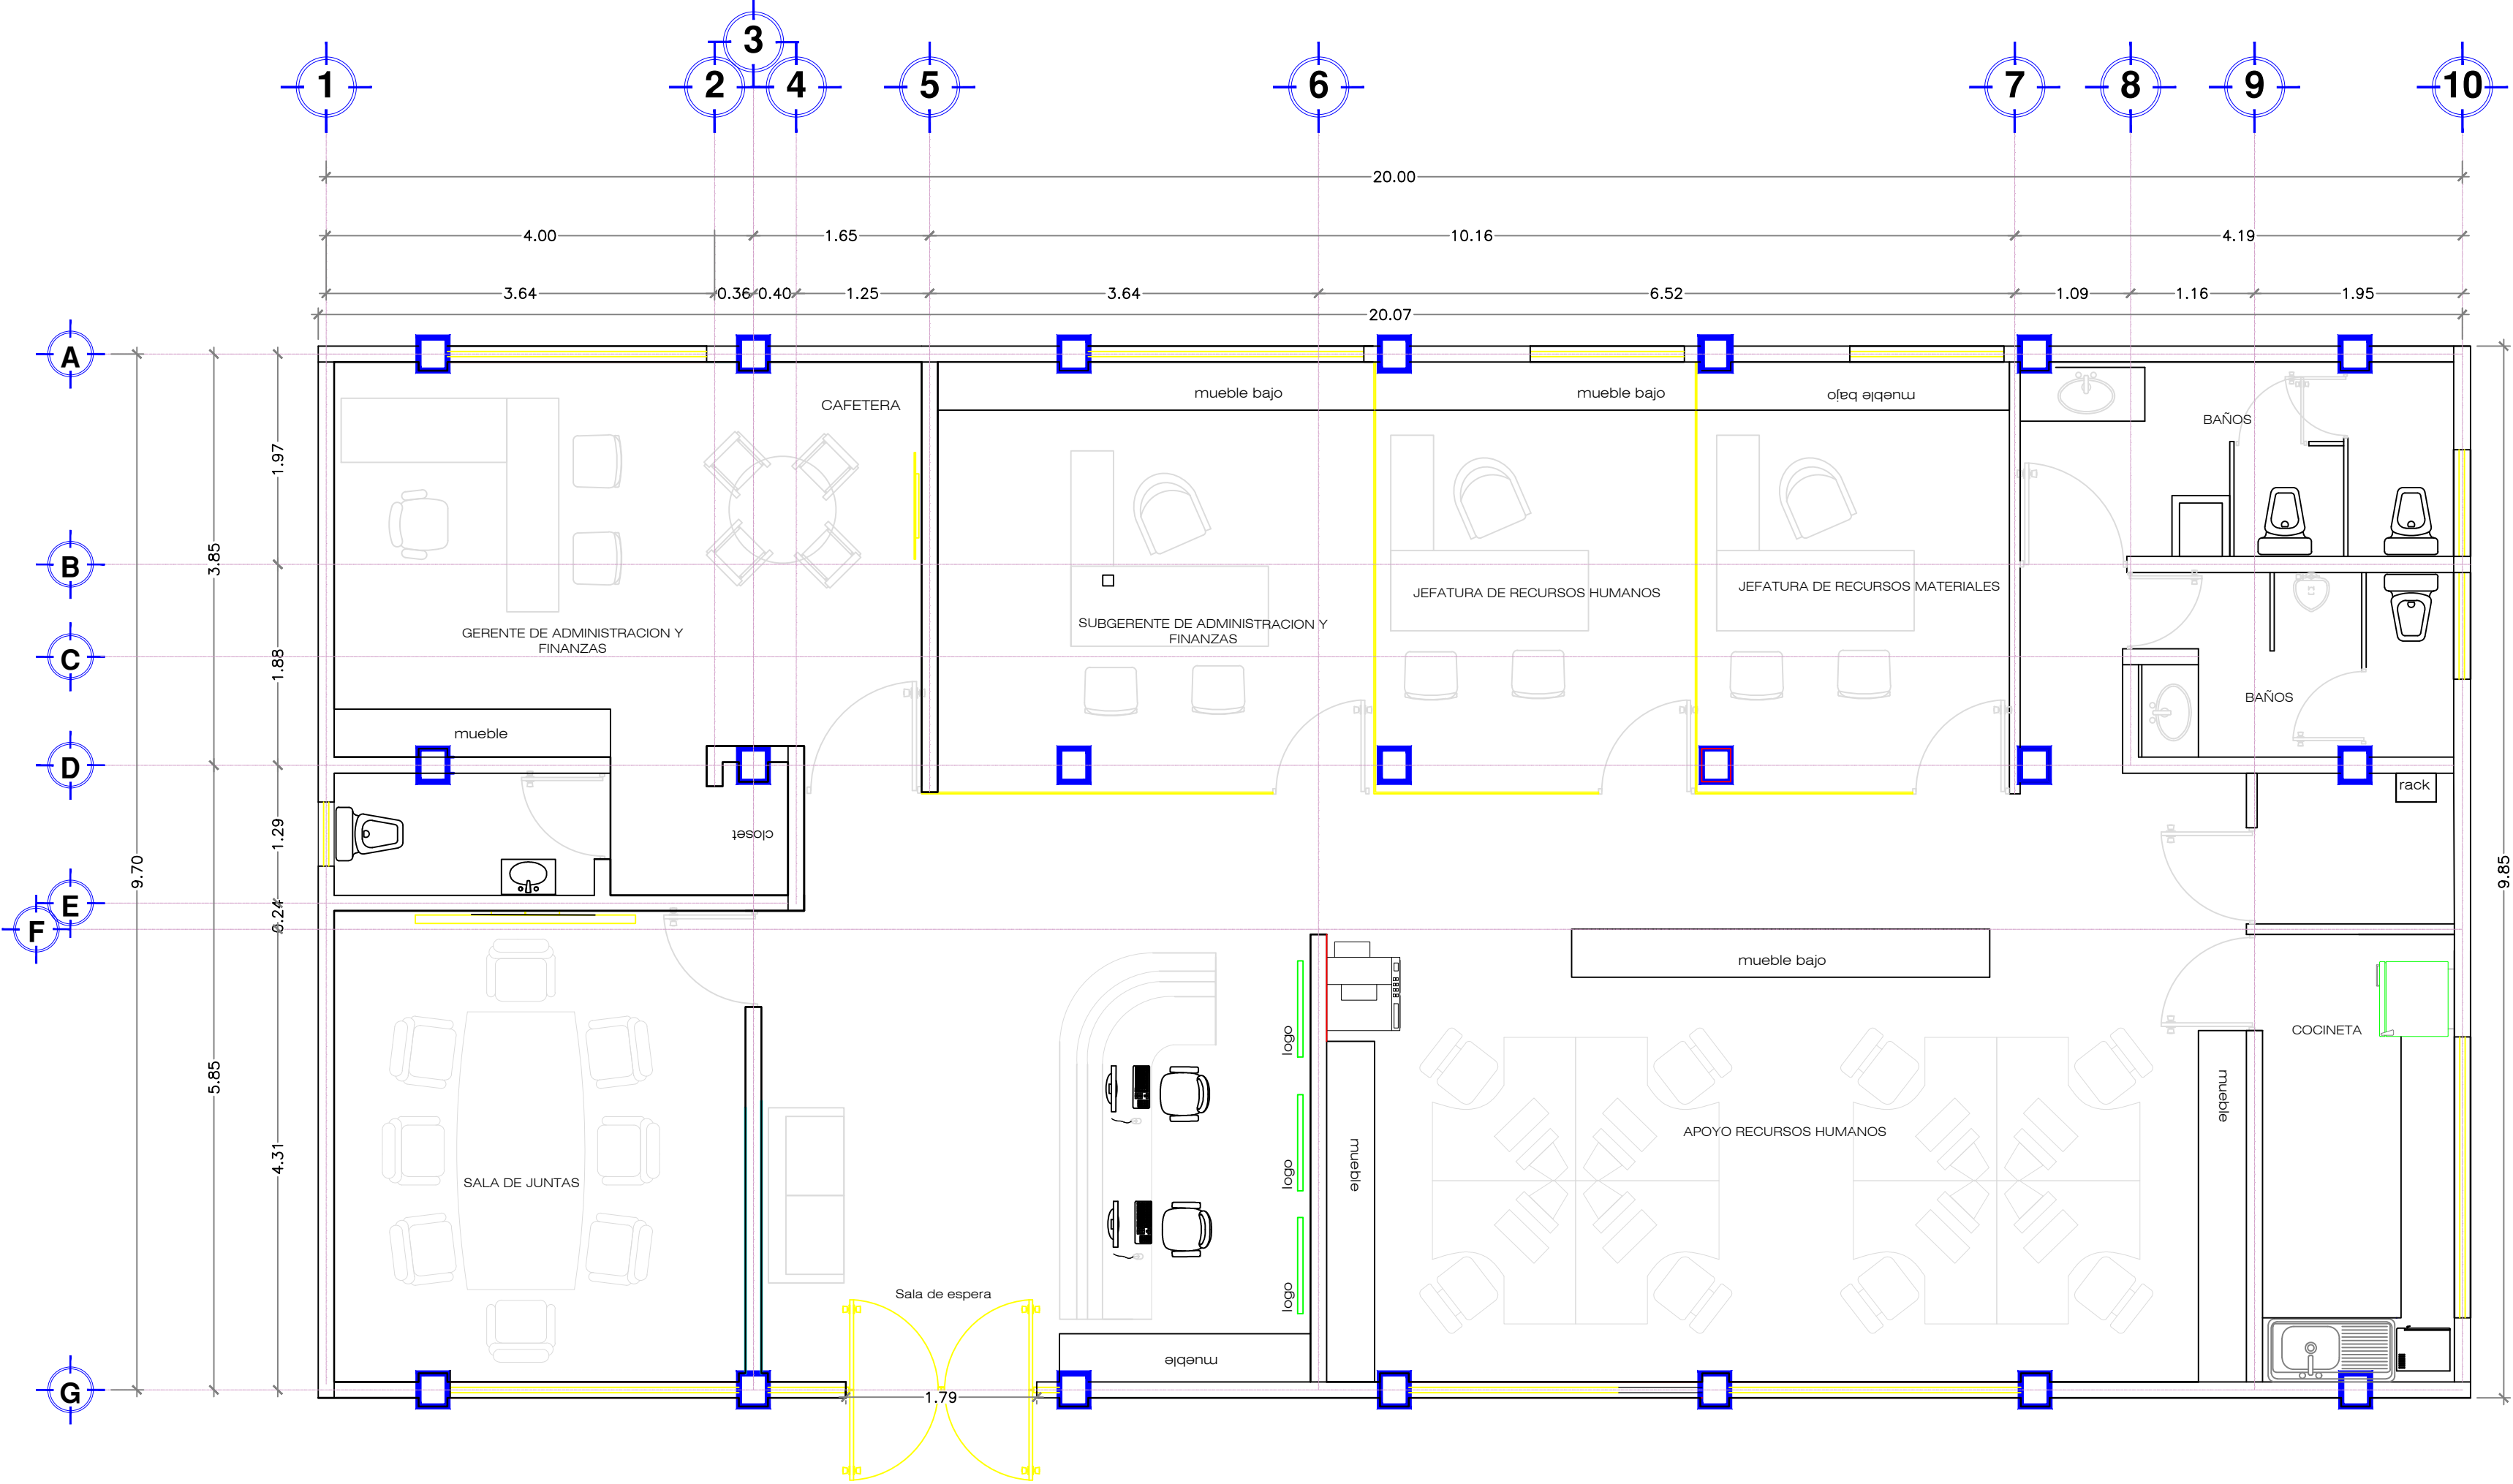 3
1 2 4 5 6 7 8 9 10
20.00
4.00 1.65 10.16 4.19
3.64 0.36 0.40 1.25 3.64 6.52 1.09 1.16 1.95
20.07
A
B
C
D
E
F
G
1.97
3.85
1.88
1.29
9.70
0.24
5.85
4.31
9.85
CAFETERA
mueble bajo
mueble bajo
mueble bajo
BAÑOS
GERENTE DE ADMINISTRACION Y
FINANZAS
SUBGERENTE DE ADMINISTRACION Y
FINANZAS
JEFATURA DE RECURSOS HUMANOS
JEFATURA DE RECURSOS MATERIALES
BAÑOS
mueble
closet
rack
mueble bajo
logo
logo
logo
COCINETA
mueble
mueble
APOYO RECURSOS HUMANOS
SALA DE JUNTAS
Sala de espera
mueble
1.79